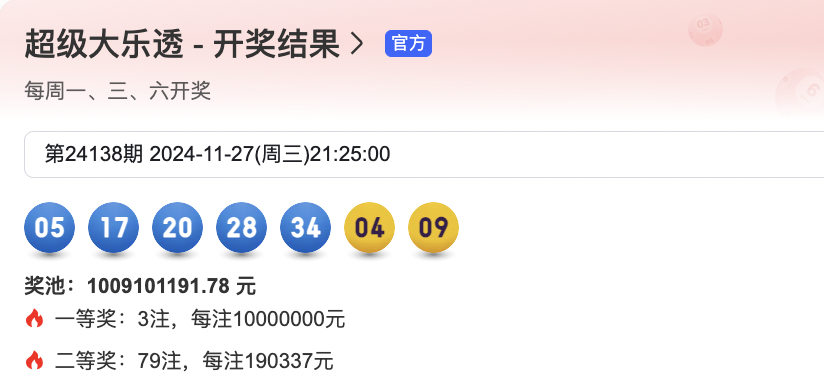 超级大乐透 - 开奖结果 >
官方
每周一、三、六开奖
第24138期 2024-11-27(周三)21:25:00
05 17 20 28 34 04 09
奖池：1009101191.78 元
一等奖：3注，每注10000000元
二等奖：79注，每注190337元